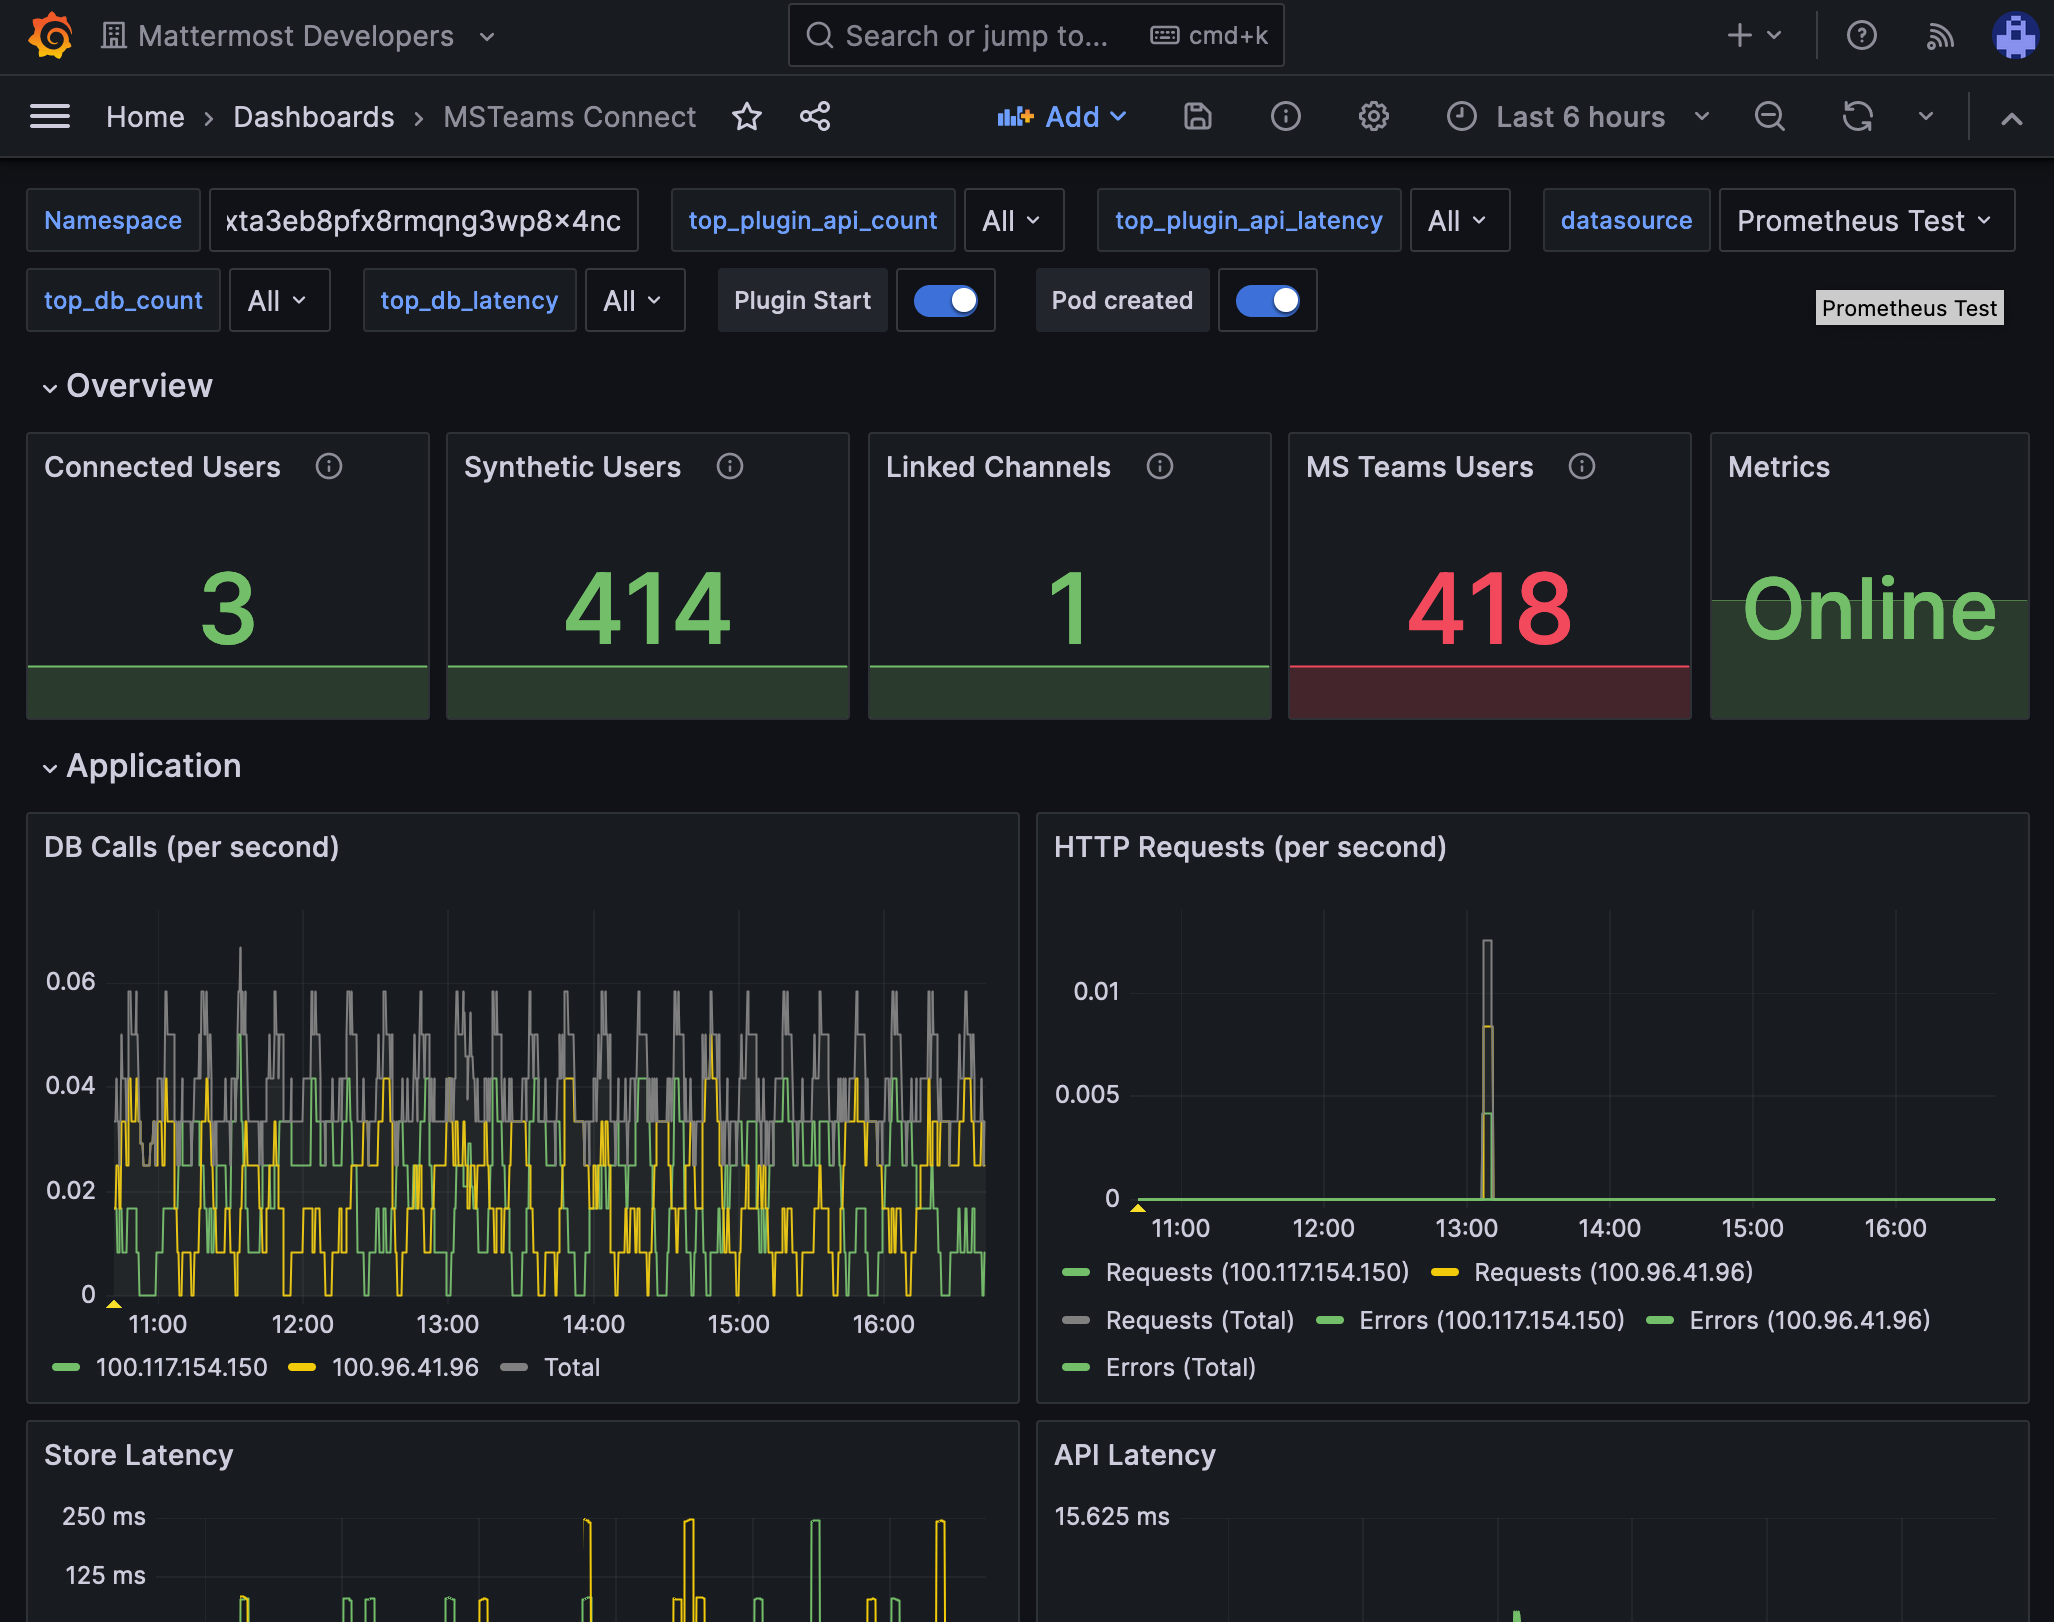 Mattermost Developers
Search or jump to... cmd+k
Home › Dashboards › MSTeams Connect
Add
Last 6 hours
Namespace xta3eb8pfx8rmqng3wp8x4nc top_plugin_api_count All top_plugin_api_latency All datasource Prometheus Test
top_db_count All top_db_latency All Plugin Start Pod created
Prometheus Test
Overview
Connected Users
3
Synthetic Users
414
Linked Channels
1
MS Teams Users
418
Metrics
Online
Application
DB Calls (per second)
0.06
0.04
0.02
0
11:00 12:00 13:00 14:00 15:00 16:00
100.117.154.150 100.96.41.96 Total
HTTP Requests (per second)
0.01
0.005
0
11:00 12:00 13:00 14:00 15:00 16:00
Requests (100.117.154.150) Requests (100.96.41.96)
Requests (Total) Errors (100.117.154.150) Errors (100.96.41.96)
Errors (Total)
Store Latency
250 ms
125 ms
API Latency
15.625 ms